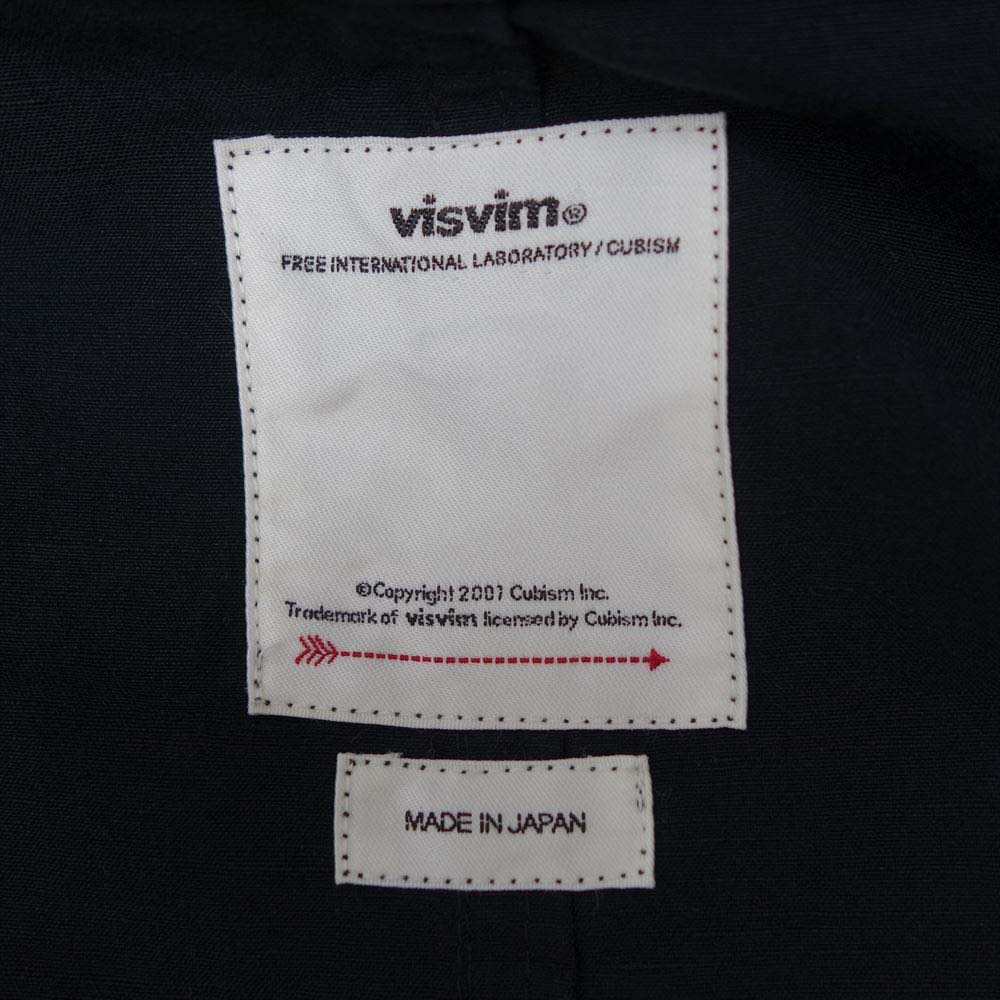 visvim®
FREE INTERNATIONAL LABORATORY / CUBISM
©Copyright 2001 Cubism Inc.
Trademark of visvim licensed by Cubism Inc.
MADE IN JAPAN